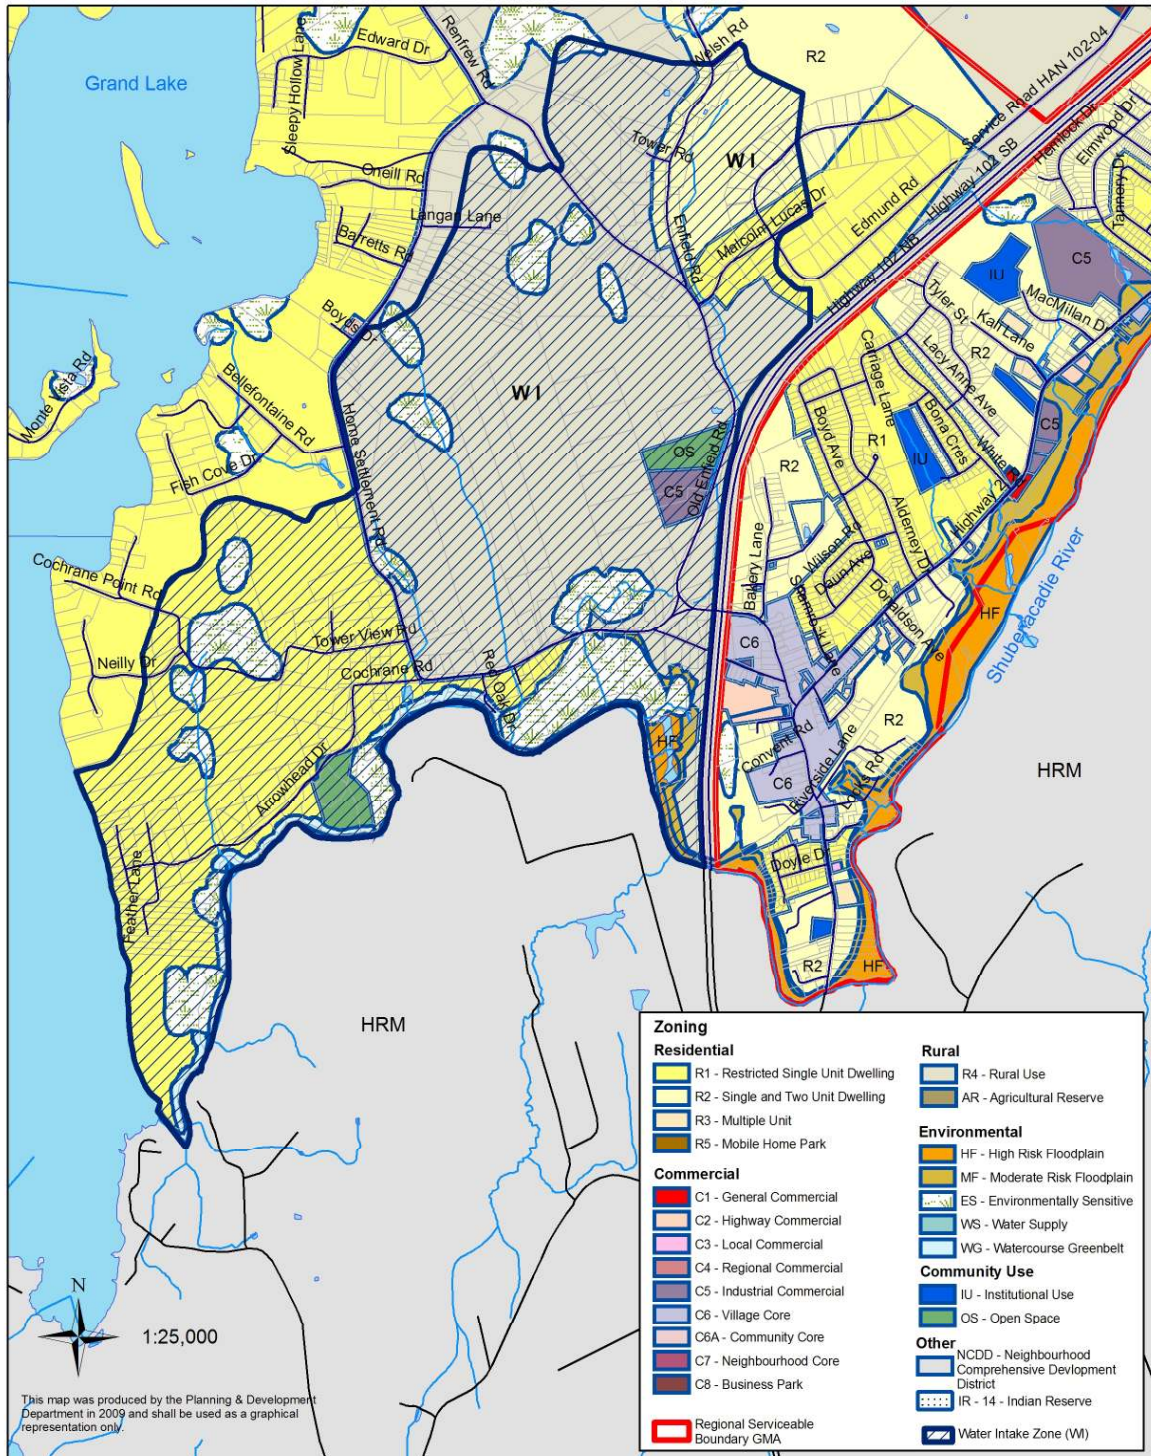 Grand Lake
Sleepy Hollow Lane
Edward Dr
Renfrew Rd
Welsh Rd
R2
Service Road HAN 102-04
Hemlock Dr
Elmwood Dr
Tannery Dr
Oneill Rd
Langan Lane
Barretts Rd
Tower Rd
WI
Enfield Rd
Malcolm Lucas Dr
Edmund Rd
Highway 102 SB
Highway 102 NB
IU
C5
MacMillan Dr
Boyds Dr
Tyler St
Kali Lane
R2
Lacy Anne Ave
Carriage Lane
Monte Vista Rd
Bellefontaine Rd
Fish Cove Dr
Horne Settlement Rd
WI
OS
C5
Old Enfield Rd
Boyd Ave
R1
Bona Cres
IU
C5
R2
Alderney Dr
Wilson Rd
Daun Ave
Bakery Lane
Shamrock Lane
Donaldson Ave
HF
Shubenacadie River
Cochrane Point Rd
Neilly Dr
Tower View Rd
Cochrane Rd
Red Oak Dr
C6
R2
HF
Convent Rd
C6
Riverside Lane
Locks Rd
HRM
Arrowhead Dr
Feather Lane
Doyle Dr
R2
HF
HRM
Zoning
Residential
R1 - Restricted Single Unit Dwelling
R2 - Single and Two Unit Dwelling
R3 - Multiple Unit
R5 - Mobile Home Park
Commercial
C1 - General Commercial
C2 - Highway Commercial
C3 - Local Commercial
C4 - Regional Commercial
C5 - Industrial Commercial
C6 - Village Core
C6A - Community Core
C7 - Neighbourhood Core
C8 - Business Park
Regional Serviceable
Boundary GMA
Rural
R4 - Rural Use
AR - Agricultural Reserve
Environmental
HF - High Risk Floodplain
MF - Moderate Risk Floodplain
ES - Environmentally Sensitive
WS - Water Supply
WG - Watercourse Greenbelt
Community Use
IU - Institutional Use
OS - Open Space
Other
NCDD - Neighbourhood
Comprehensive Devlopment
District
IR - 14 - Indian Reserve
Water Intake Zone (WI)
N
1:25,000
This map was produced by the Planning & Development
Department in 2009 and shall be used as a graphical
representation only.